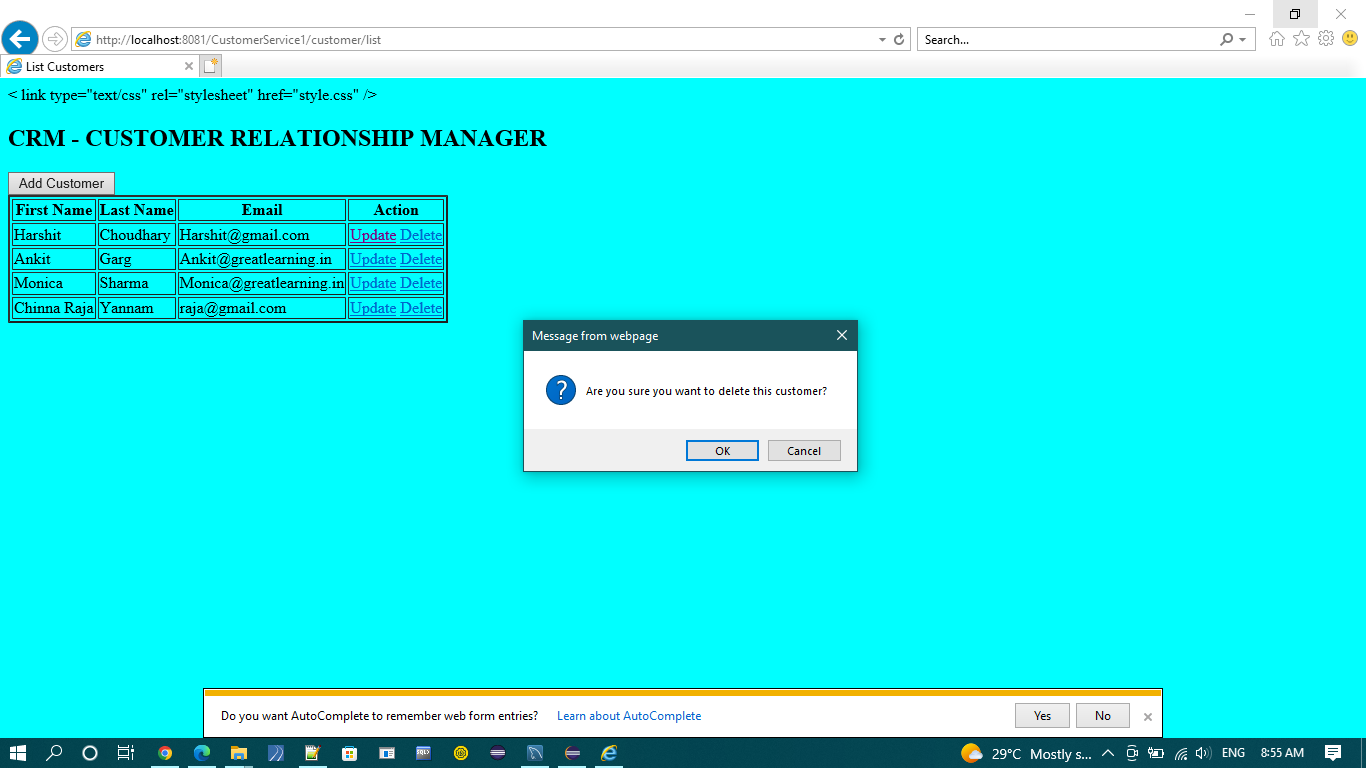 http://localhost:8081/CustomerService1/customer/list
Search...
List Customers
< link type="text/css" rel="stylesheet" href="style.css" />
CRM - CUSTOMER RELATIONSHIP MANAGER
Add Customer
First Name Last Name Email Action
Harshit Choudhary Harshit@gmail.com Update Delete
Ankit Garg Ankit@greatlearning.in Update Delete
Monica Sharma Monica@greatlearning.in Update Delete
Chinna Raja Yannam raja@gmail.com Update Delete
Message from webpage
Are you sure you want to delete this customer?
OK Cancel
Do you want AutoComplete to remember web form entries? Learn about AutoComplete Yes No
29°C Mostly s... ENG 8:55 AM